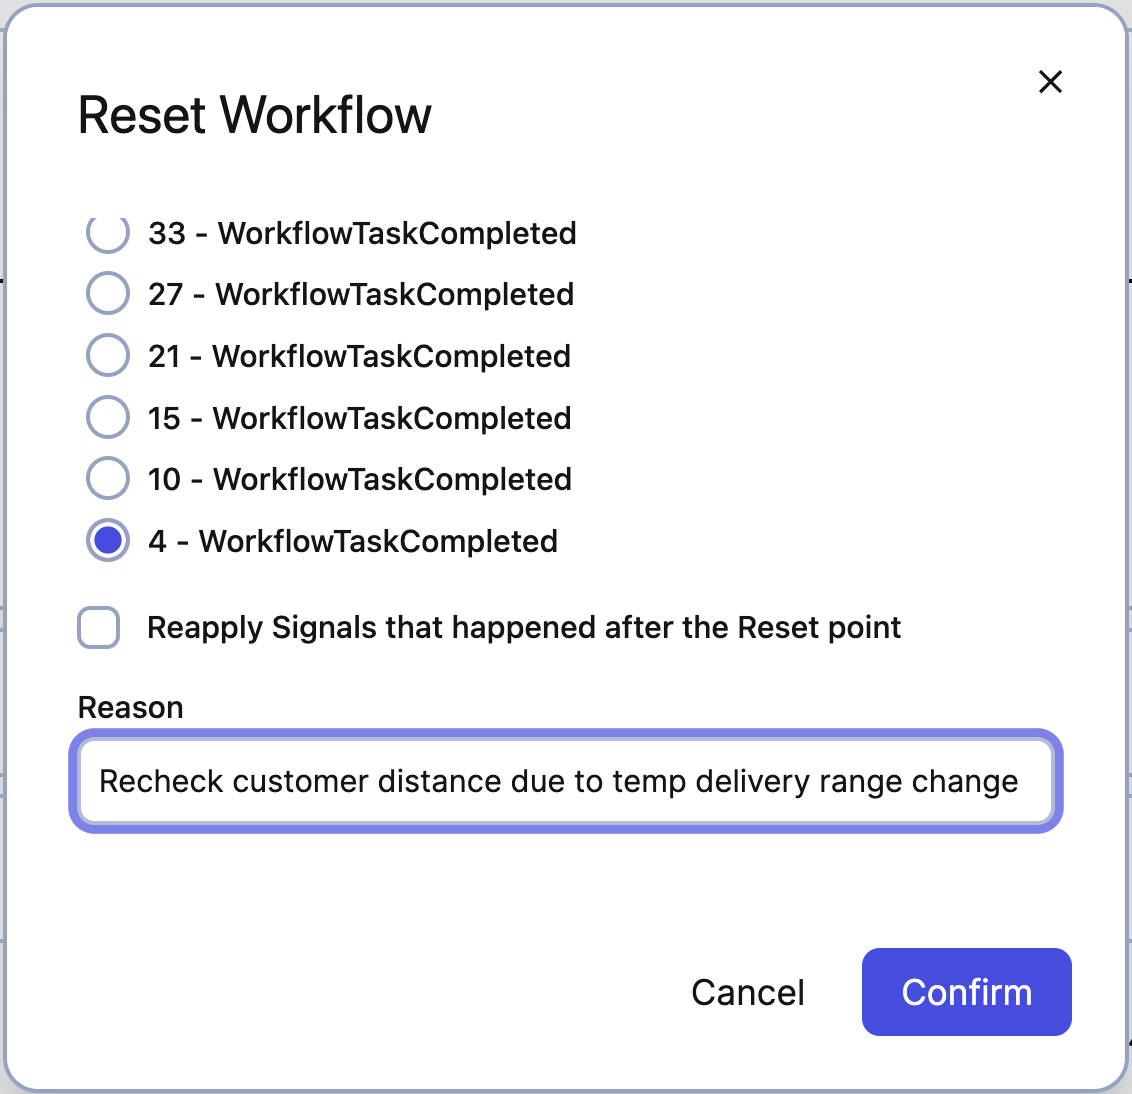 Reset Workflow
33 - WorkflowTaskCompleted
27 - WorkflowTaskCompleted
21 - WorkflowTaskCompleted
15 - WorkflowTaskCompleted
10 - WorkflowTaskCompleted
4 - WorkflowTaskCompleted
Reapply Signals that happened after the Reset point
Reason
Recheck customer distance due to temp delivery range change
Cancel
Confirm